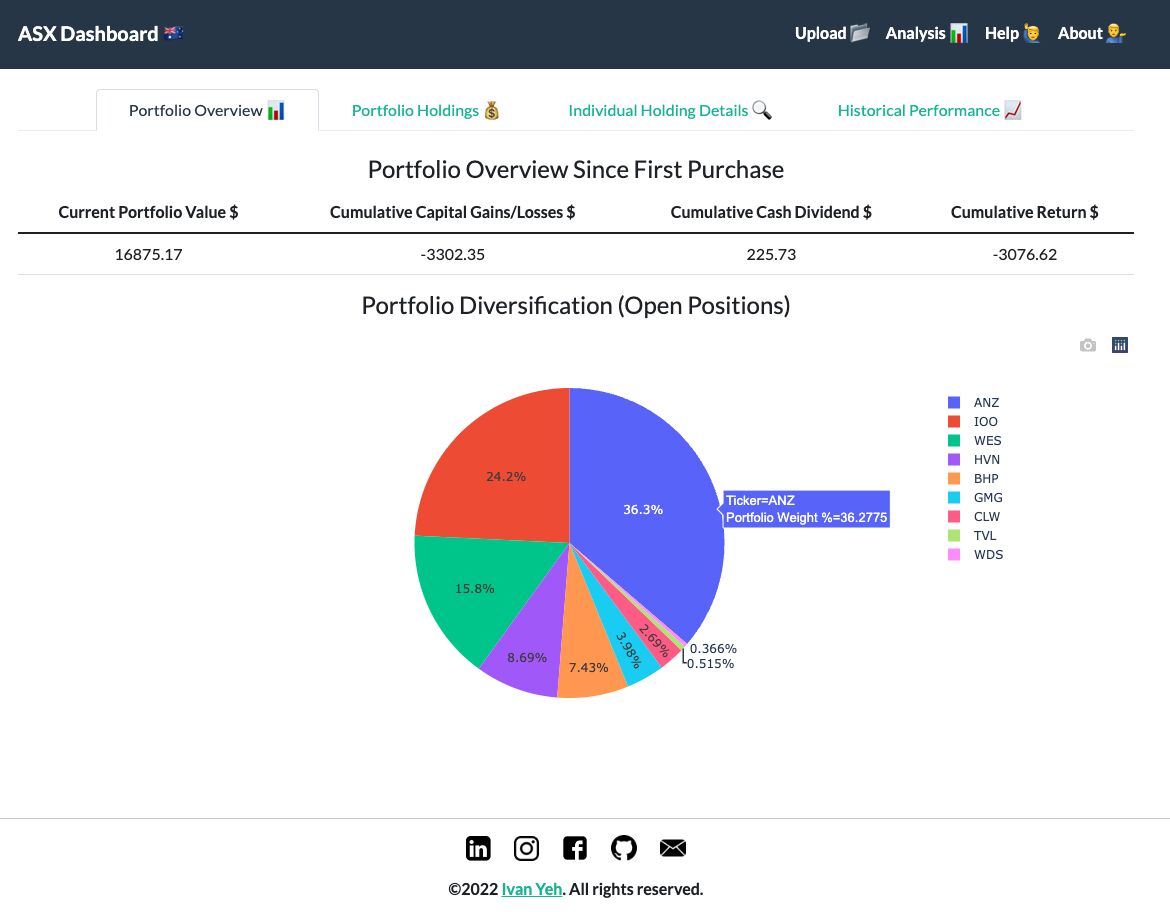 ASX Dashboard 🇦🇺 Upload📁 Analysis📊 Help🙋 About💁‍♂️
Portfolio Overview 📊 Portfolio Holdings 💰 Individual Holding Details 🔍 Historical Performance 📈
Portfolio Overview Since First Purchase
Current Portfolio Value $ Cumulative Capital Gains/Losses $ Cumulative Cash Dividend $ Cumulative Return $
16875.17 -3302.35 225.73 -3076.62
Portfolio Diversification (Open Positions)
36.3%
24.2%
15.8%
8.69%
7.43%
3.98%
2.69%
0.515%
0.366%
Ticker=ANZ
Portfolio Weight %=36.2775
ANZ
IOO
WES
HVN
BHP
GMG
CLW
TVL
WDS
©2022 Ivan Yeh. All rights reserved.